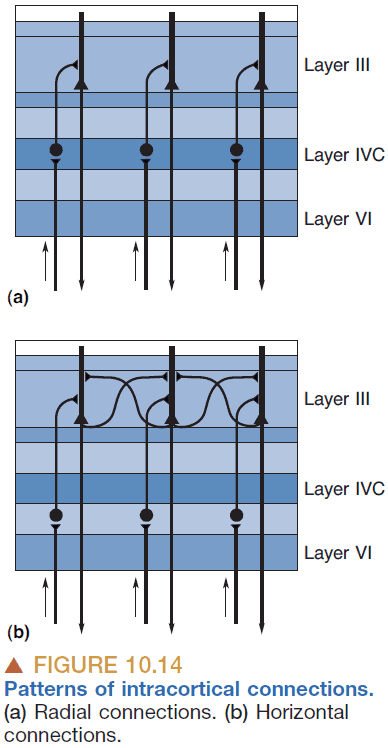 Layer III
Layer IVC
Layer VI
(a)
Layer III
Layer IVC
Layer VI
(b)
▲ FIGURE 10.14
Patterns of intracortical connections.
(a) Radial connections. (b) Horizontal
connections.